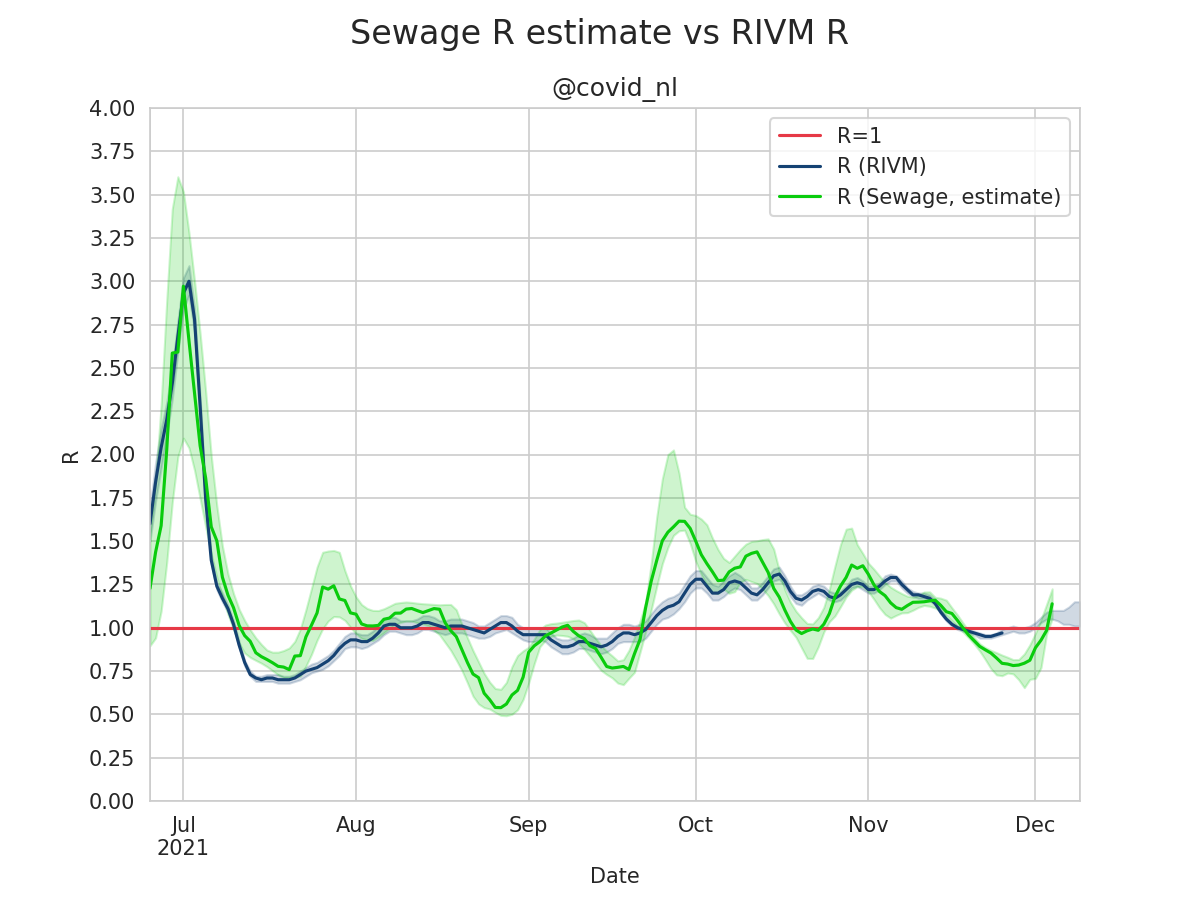 Sewage R estimate vs RIVM R
@covid_nl
4.00
3.75
3.50
3.25
3.00
2.75
2.50
2.25
2.00
1.75
1.50
1.25
1.00
0.75
0.50
0.25
0.00
R
R=1
R (RIVM)
R (Sewage, estimate)
Jul
2021
Aug
Sep
Oct
Nov
Dec
Date